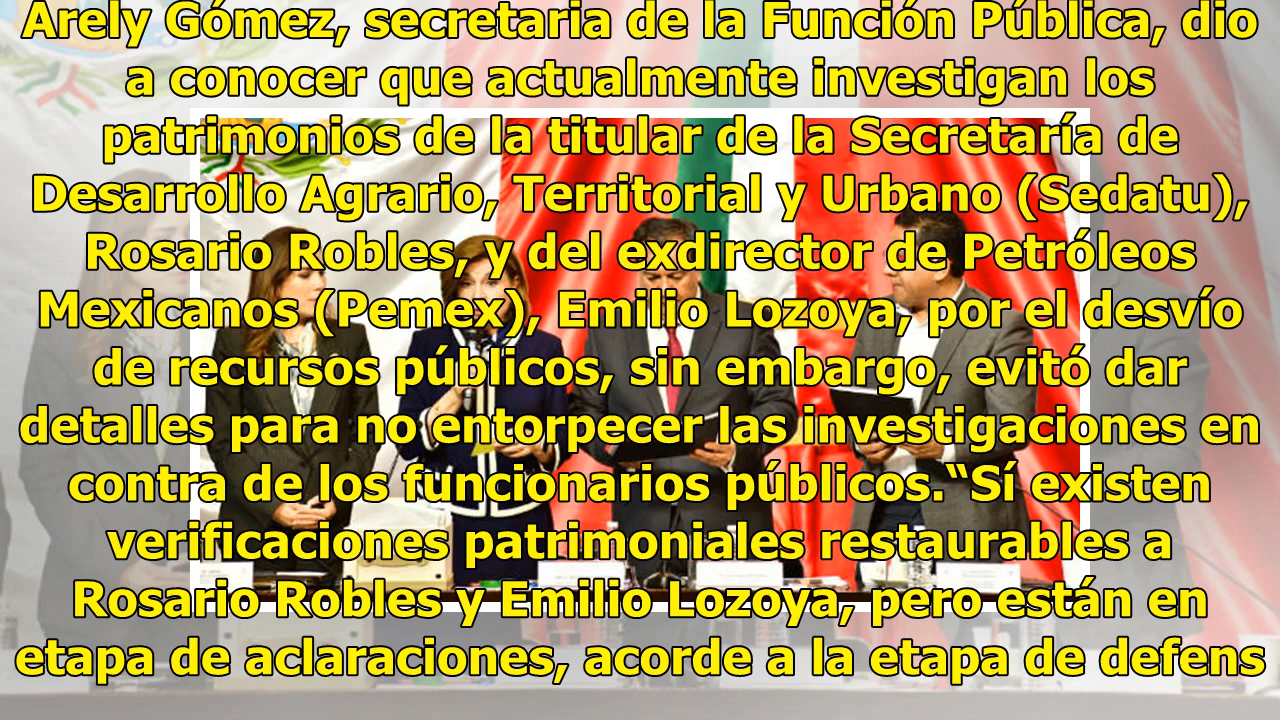 Arely Gómez, secretaria de la Función Pública, dio
a conocer que actualmente investigan los
patrimonios de la titular de la Secretaría de
Desarrollo Agrario, Territorial y Urbano (Sedatu),
Rosario Robles, y del exdirector de Petróleos
Mexicanos (Pemex), Emilio Lozoya, por el desvío
de recursos públicos, sin embargo, evitó dar
detalles para no entorpecer las investigaciones en
contra de los funcionarios públicos.“Sí existen
verificaciones patrimoniales restaurables a
Rosario Robles y Emilio Lozoya, pero están en
etapa de aclaraciones, acorde a la etapa de defens